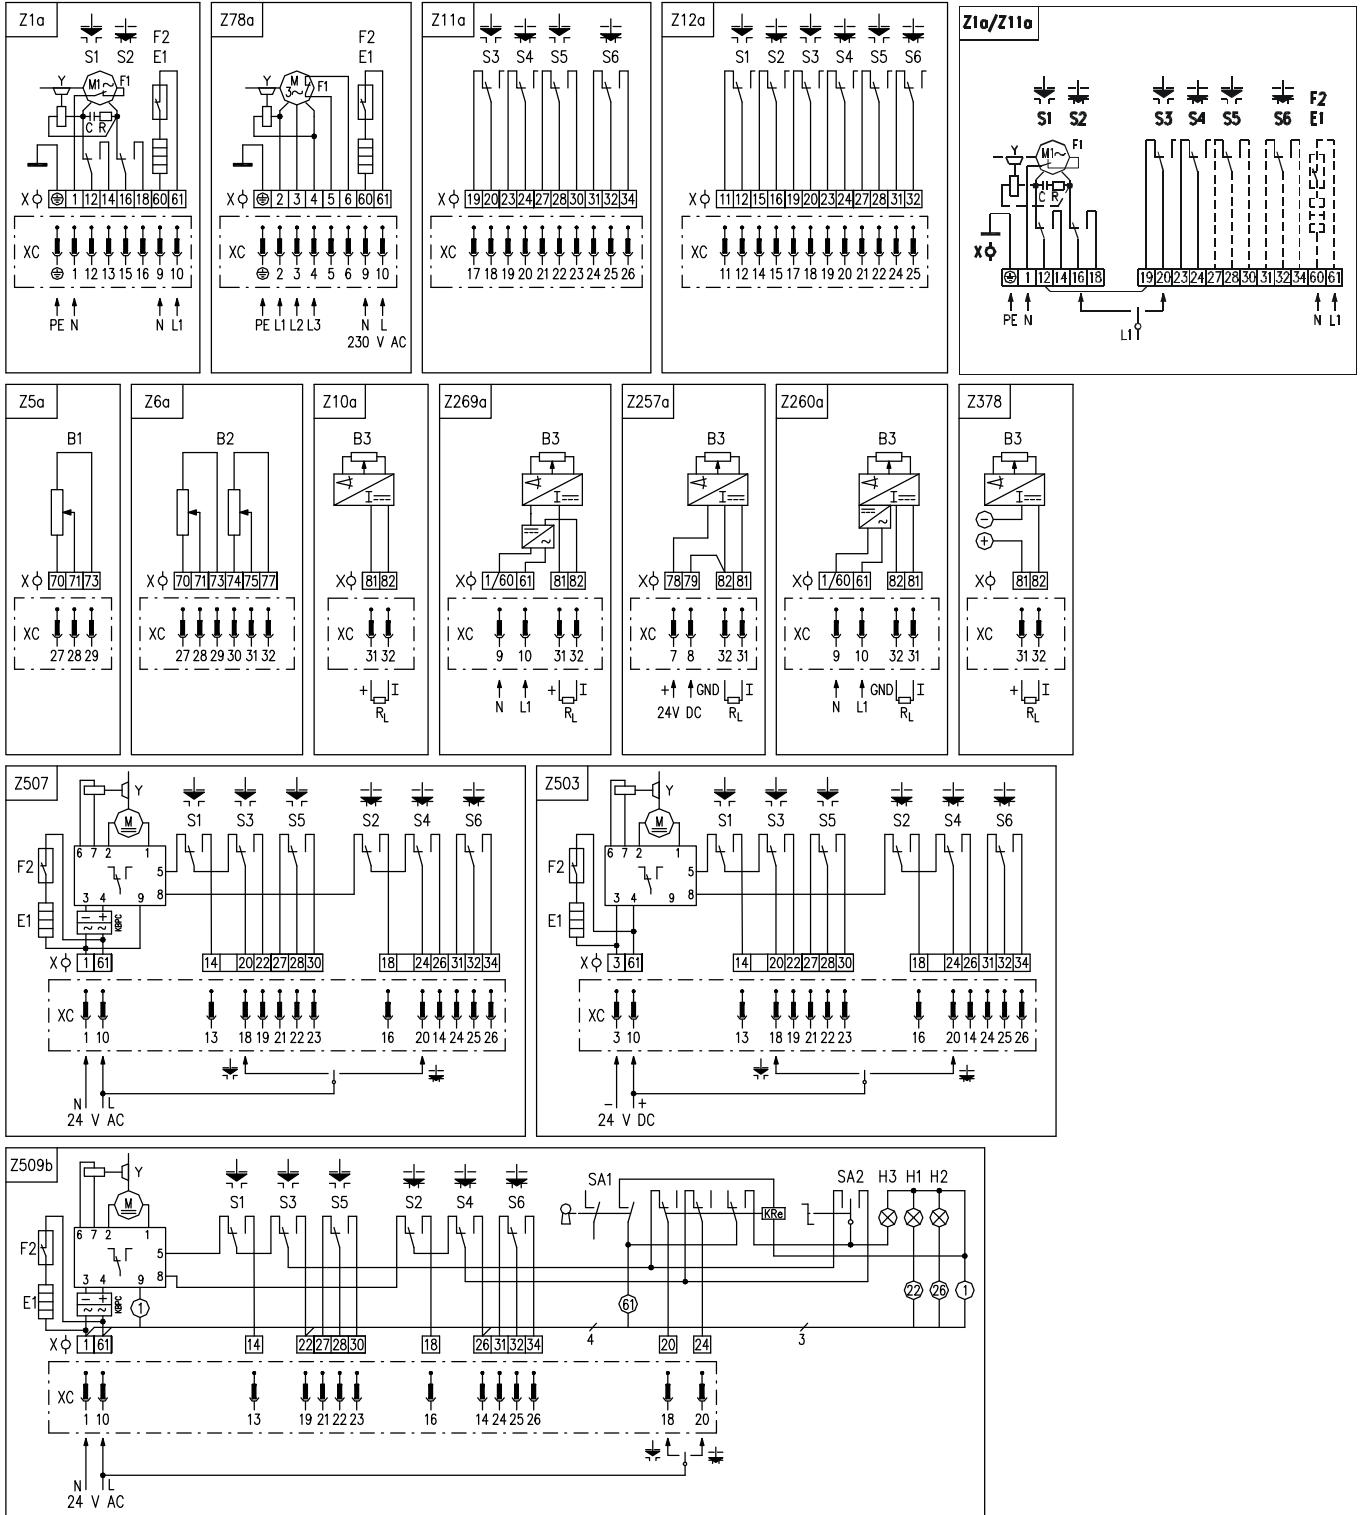 Z1a
S1 S2
F2
E1
Y M1~ F1
C R
X 1 12 14 16 18 60 61
XC
1 12 13 15 16 9 10
PE N N L1
Z78a
F2
E1
Y M 3~ F1
X 2 3 4 5 6 60 61
XC
2 3 4 5 6 9 10
PE L1 L2 L3 N L
230 V AC
Z11a
S3 S4 S5 S6
19 20 23 24 27 28 30 31 32 34
XC
17 18 19 20 21 22 23 24 25 26
Z12a
S1 S2 S3 S4 S5 S6
X 11 12 15 16 19 20 23 24 27 28 31 32
XC
11 12 14 15 17 18 19 20 21 22 24 25
Z1a/Z11a
S1 S2 S3 S4 S5 S6 F2
E1
Y M1~ F1
C R
X
1 12 14 16 18 19 20 23 24 27 28 30 31 32 34 60 61
PE N L1 N L1
Z5a
B1
X 70 71 73
XC
27 28 29
Z6a
B2
X 70 71 73 74 75 77
XC
27 28 29 30 31 32
Z10a
B3
I
X 81 82
XC
31 32
+ I
RL
Z269a
B3
I
~
X 1/60 61 81 82
XC
9 10 31 32
N L1 + I
RL
Z257a
B3
I
X 78 79 82 81
XC
7 8 32 31
+ GND I
24V DC RL
Z260a
B3
I
~
X 1/60 61 82 81
XC
9 10 32 31
N L1 GND I
RL
Z378
B3
I
−
+
X 81 82
XC
31 32
+ I
RL
Z507
Y
M S1 S3 S5 S2 S4 S6
6 7 2 1
F2 5
3 4 9 8
E1 − + KBPC
~ ~
X 1 61 14 20 22 27 28 30 18 24 26 31 32 34
XC
1 10 13 18 19 21 22 23 16 20 14 24 25 26
N L
24 V AC
Z503
Y
M S1 S3 S5 S2 S4 S6
6 7 2 1
F2 5
3 4 9 8
E1
X 3 61 14 20 22 27 28 30 18 24 26 31 32 34
XC
3 10 13 18 19 21 22 23 16 20 14 24 25 26
− +
24 V DC
Z509b
Y
M S1 S3 S5 S2 S4 S6 SA1 KRe SA2 H3 H1 H2
6 7 2 1
F2 5
3 4 9 8
E1 − + KBPC 1 61 22 26 1
~ ~
4 3
X 1 61 14 22 27 28 30 18 26 31 32 34 20 24
XC
1 10 13 19 21 22 23 16 14 24 25 26 18 20
N L
24 V AC